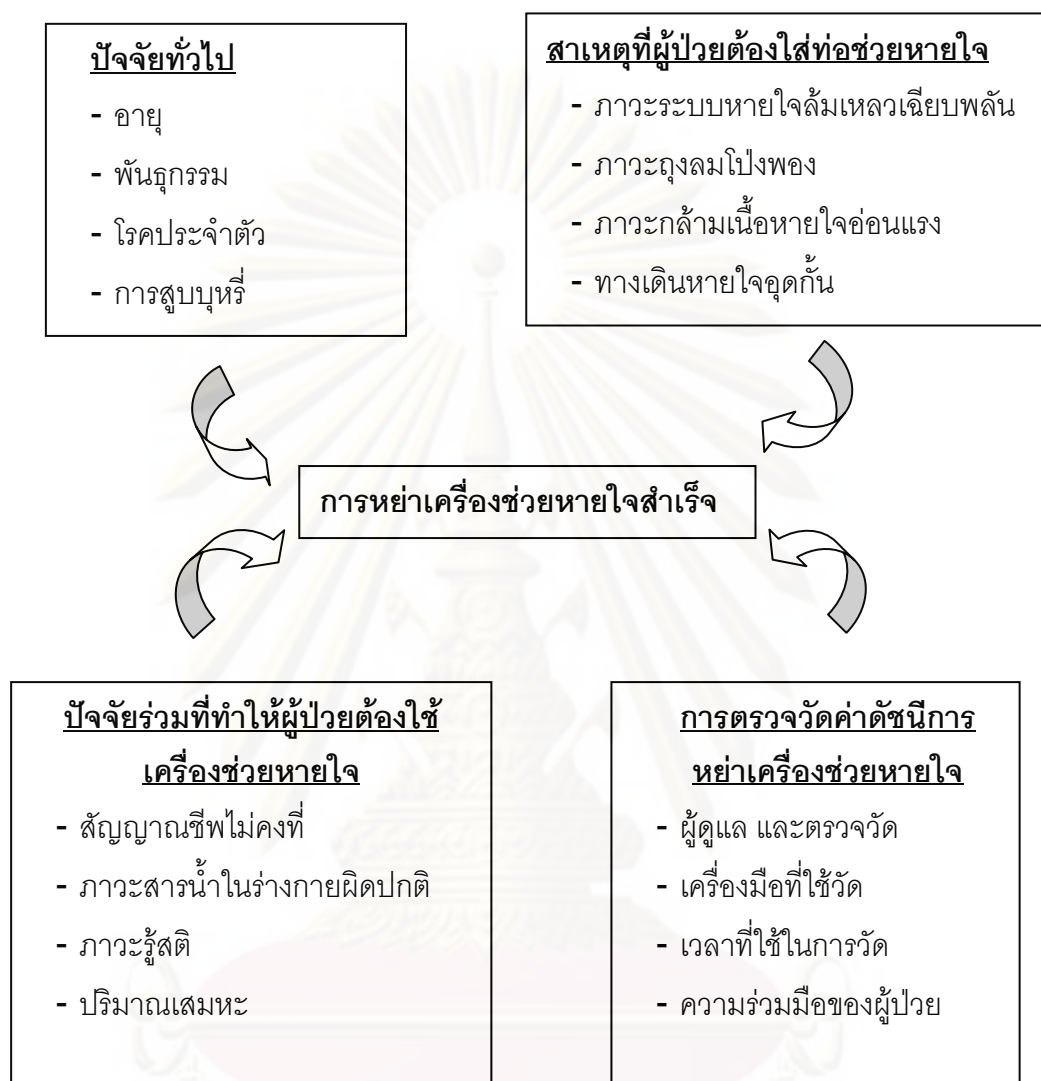 ปัจจัยทั่วไป
- อายุ
- พันธุกรรม
- โรคประจำตัว
- การสูบบุหรี่
สาเหตุที่ผู้ป่วยต้องใส่ท่อช่วยหายใจ
- ภาวะระบบหายใจล้มเหลวเฉียบพลัน
- ภาวะถุงลมโป่งพอง
- ภาวะกล้ามเนื้อหายใจอ่อนแรง
- ทางเดินหายใจอุดกั้น
การหย่าเครื่องช่วยหายใจสำเร็จ
ปัจจัยร่วมที่ทำให้ผู้ป่วยต้องใช้
เครื่องช่วยหายใจ
- สัญญาณชีพไม่คงที่
- ภาวะสารน้ำในร่างกายผิดปกติ
- ภาวะรู้สติ
- ปริมาณเสมหะ
การตรวจวัดค่าดัชนีการ
หย่าเครื่องช่วยหายใจ
- ผู้ดูแล และตรวจวัด
- เครื่องมือที่ใช้วัด
- เวลาที่ใช้ในการวัด
- ความร่วมมือของผู้ป่วย